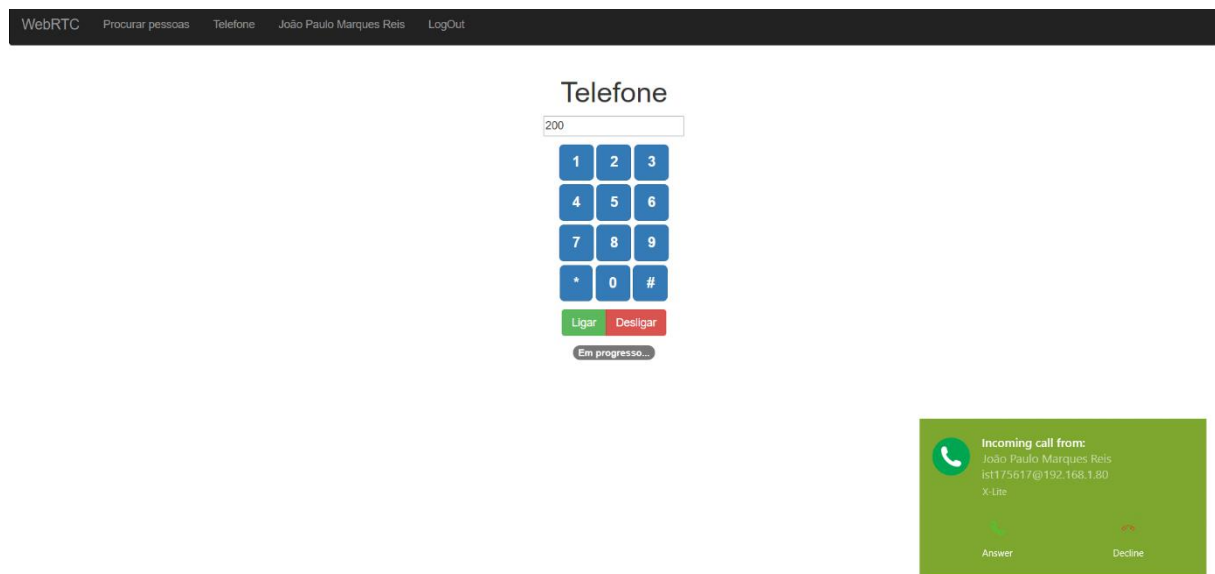 WebRTC Procurar pessoas Telefone João Paulo Marques Reis LogOut
Telefone
200
1 2 3
4 5 6
7 8 9
* 0 #
Ligar Desligar
Em progresso...
Incoming call from:
João Paulo Marques Reis
ist175617@192.168.1.80
X-Lite
Answer Decline